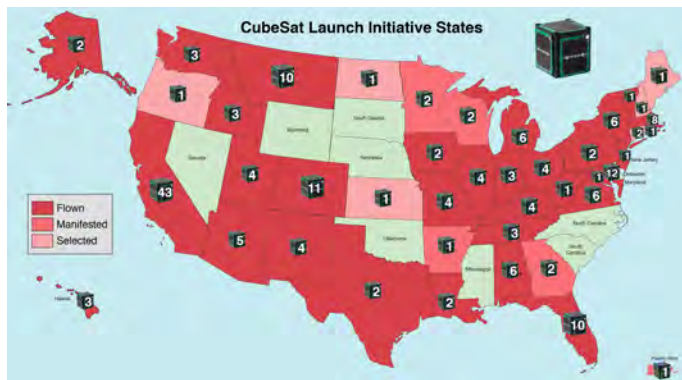 CubeSat Launch Initiative States
2
3
10
1
1
1
3
2
2
6
1
1
8
6
2
1
South Dakota
Wyoming
Nebraska
Nevada
2
2
1
New Jersey
4
3
4
1
12
Delaware
Maryland
43
4
11
1
4
4
1
6
Flown
Manifested
Selected
5
4
Oklahoma
1
3
North Carolina
South Carolina
Mississippi
6
2
2
2
10
Hawaii
3
Puerto Rico
1